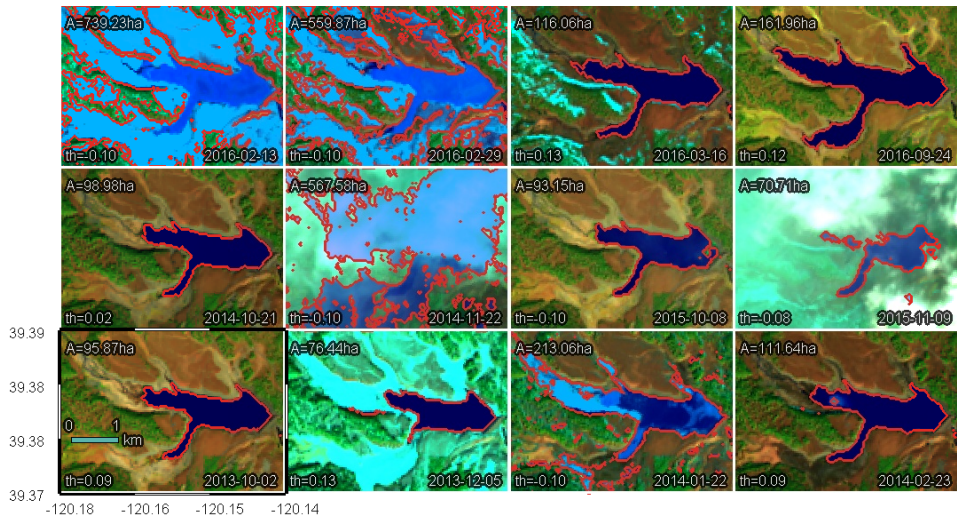 A=739.23ha A=559.87ha A=116.06ha A=161.96ha
th=-0.10 2016-02-13 th=-0.10 2016-02-29 th=0.13 2016-03-16 th=0.12 2016-09-24
A=98.98ha A=567.58ha A=93.15ha A=70.71ha
th=0.02 2014-10-21 th=-0.10 2014-11-22 th=-0.10 2015-10-08 th=-0.08 2015-11-09
39.39
A=95.87ha A=76.44ha A=213.06ha A=111.64ha
39.38
0 1
km
39.38
th=0.09 2013-10-02 th=0.13 2013-12-05 th=-0.10 2014-01-22 th=0.09 2014-02-23
39.37
-120.18 -120.16 -120.15 -120.14